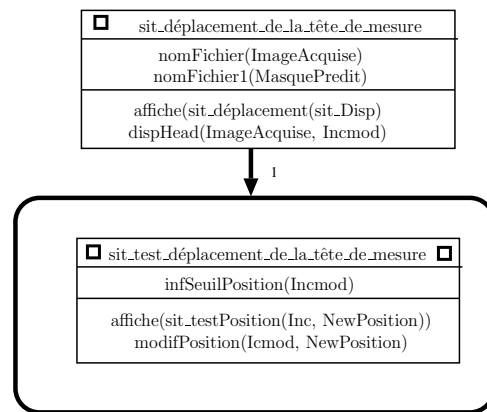 sit_déplacement_de_la_tête_de_mesure
nomFichier(ImageAcquise)
nomFichier1(MasquePredit)
affiche(sit_déplacement(sit_Disp)
dispHead(ImageAcquise, Incmod)
1
sit_test_déplacement_de_la_tête_de_mesure
infSeuilPosition(Incmod)
affiche(sit_testPosition(Inc, NewPosition))
modifPosition(Icmod, NewPosition)